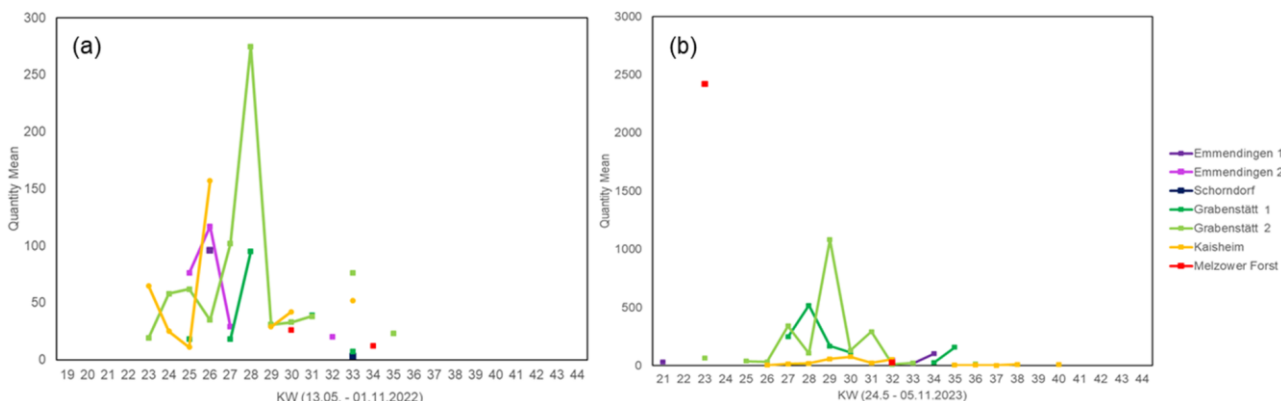 (a)
Quantity Mean
300
250
200
150
100
50
0
19 20 21 22 23 24 25 26 27 28 29 30 31 32 33 34 35 36 37 38 39 40 41 42 43 44
KW (13.05. - 01.11.2022)
(b)
Quantity Mean
3000
2500
2000
1500
1000
500
0
21 22 23 24 25 26 27 28 29 30 31 32 33 34 35 36 37 38 39 40 41 42 43 44
KW (24.5 - 05.11.2023)
Emmendingen 1
Emmendingen 2
Schorndorf
Grabenstätt 1
Grabenstätt 2
Kaisheim
Melzower Forst